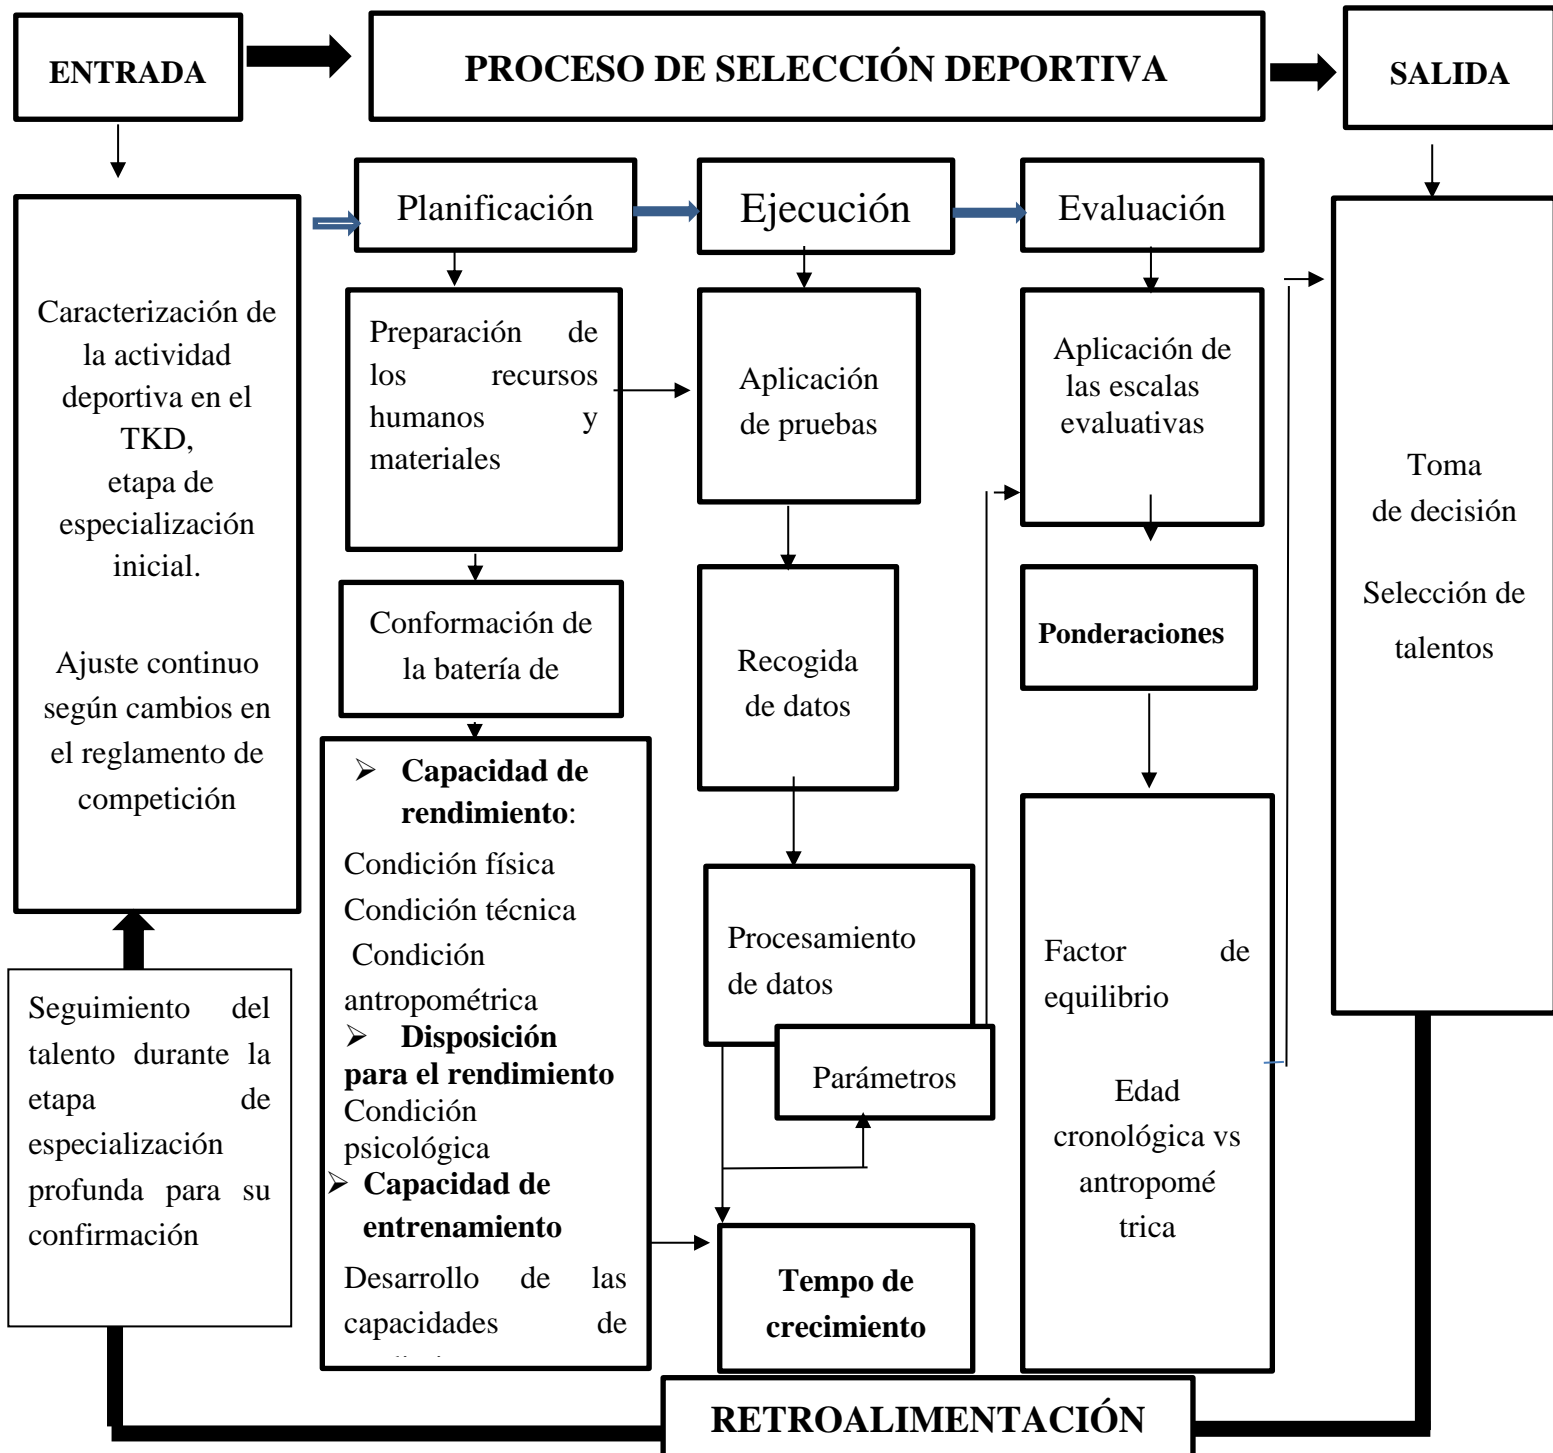 ENTRADA
PROCESO DE SELECCIÓN DEPORTIVA
SALIDA
Caracterización de
la actividad
deportiva en el
TKD,
etapa de
especialización
inicial.
Ajuste continuo
según cambios en
el reglamento de
competición
Seguimiento del
talento durante la
etapa de
especialización
profunda para su
confirmación
Planificación
Preparación de
los recursos
humanos y
materiales
Conformación de
la batería de
➢ Capacidad de
rendimiento:
Condición física
Condición técnica
Condición
antropométrica
➢ Disposición
para el rendimiento
Condición
psicológica
➢ Capacidad de
entrenamiento
Desarrollo de las
capacidades de
Ejecución
Aplicación
de pruebas
Recogida
de datos
Procesamiento
de datos
Parámetros
Tempo de
crecimiento
Evaluación
Aplicación de
las escalas
evaluativas
Ponderaciones
Factor de
equilibrio
Edad
cronológica vs
antropomé
trica
Toma
de decisión
Selección de
talentos
RETROALIMENTACIÓN